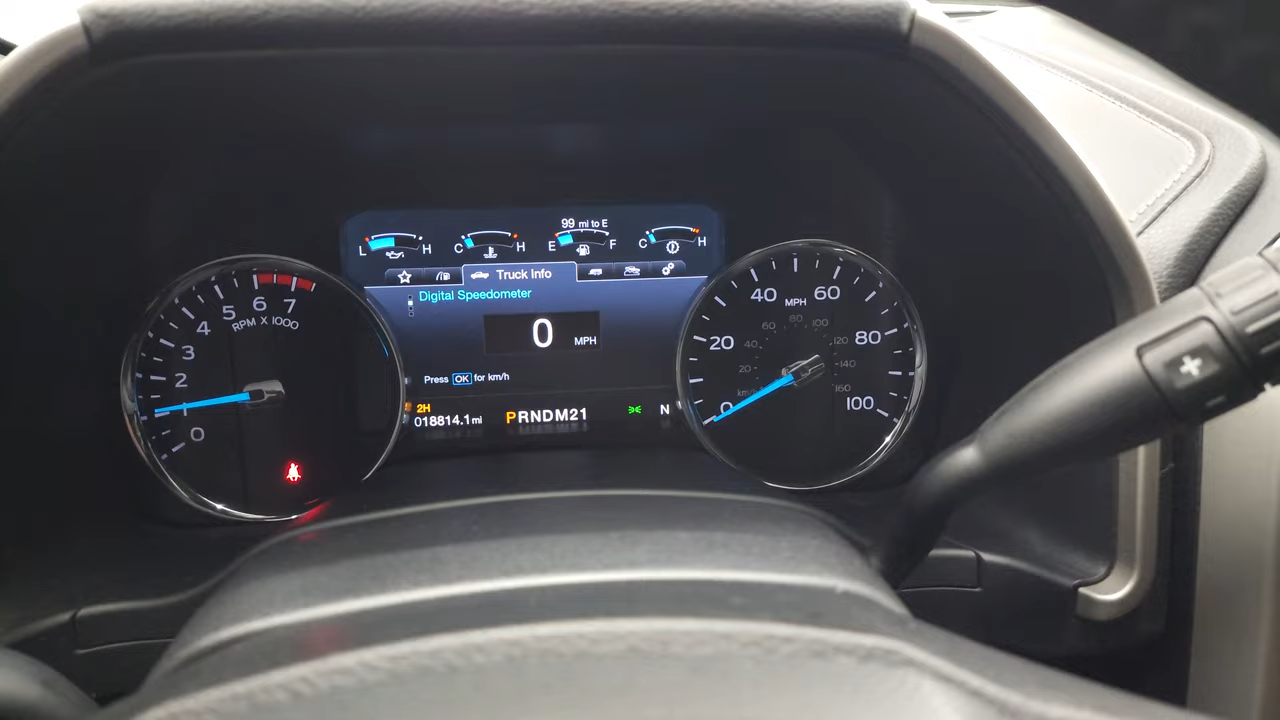 99 mi to E
L H C H E F C H
Truck Info
Digital Speedometer
0 MPH
Press OK for km/h
2H
018814.1 mi PRNDM21 N
0 2 3 4 5 6 7
RPM X 1000
0 20 40 60 80 100
MPH
20 40 60 80 100 120 140 160
km/h
+